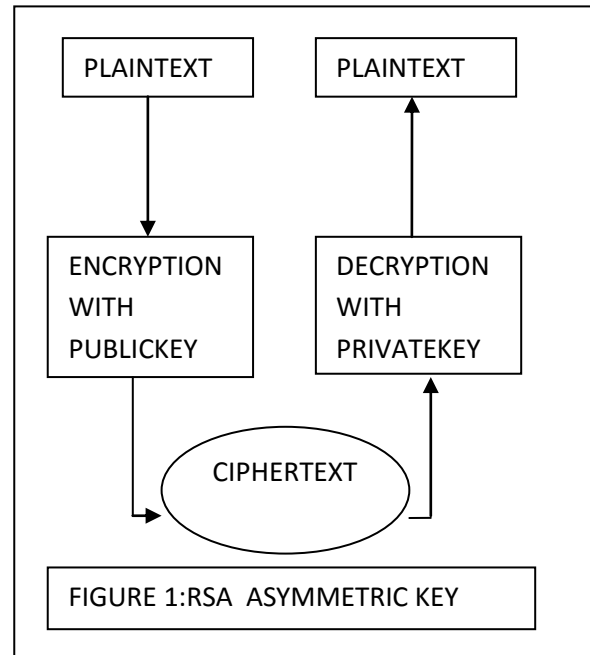 PLAINTEXT
PLAINTEXT
ENCRYPTION
WITH
PUBLICKEY
DECRYPTION
WITH
PRIVATEKEY
CIPHERTEXT
FIGURE 1:RSA  ASYMMETRIC KEY